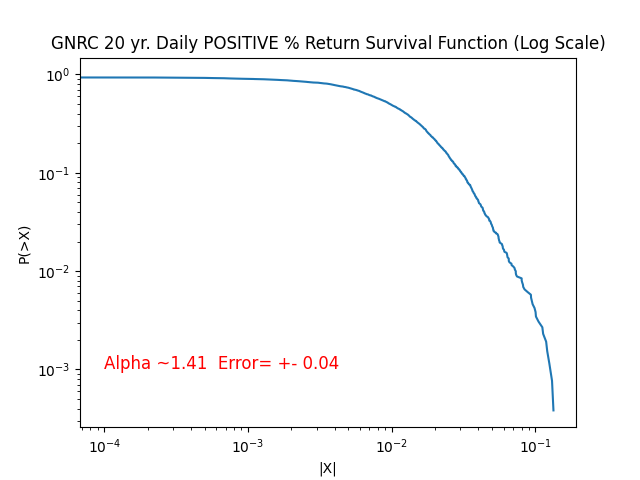 GNRC 20 yr. Daily POSITIVE % Return Survival Function (Log Scale)
10⁰
10⁻¹
10⁻²
10⁻³
P(>X)
Alpha ~1.41  Error= +- 0.04
10⁻⁴ 10⁻³ 10⁻² 10⁻¹
|X|